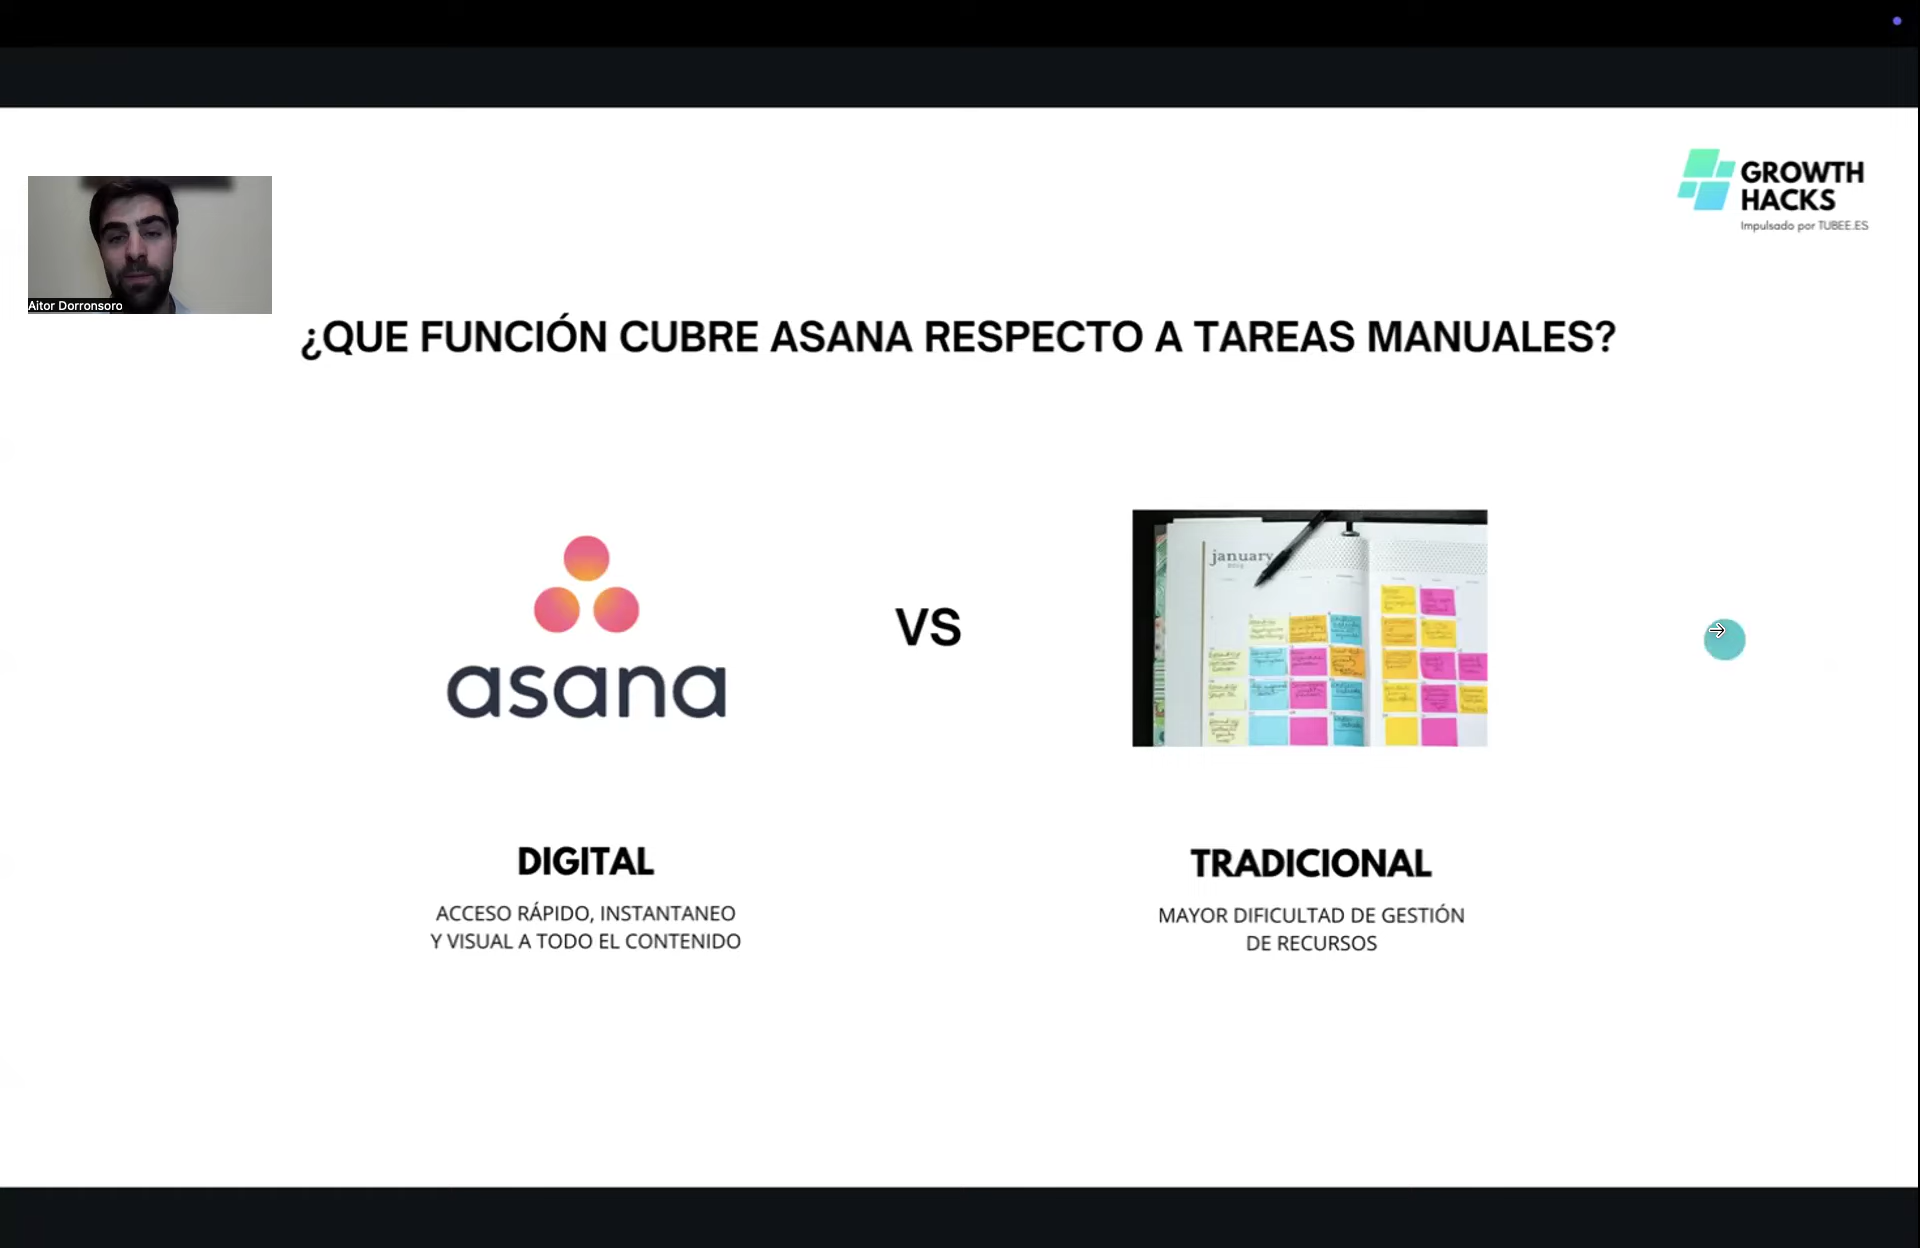 GROWTH
HACKS
Impulsado por TUBEE.ES
Aitor Dorronsoro
¿QUE FUNCIÓN CUBRE ASANA RESPECTO A TAREAS MANUALES?
january
asana
VS
DIGITAL
ACCESO RÁPIDO, INSTANTANEO
Y VISUAL A TODO EL CONTENIDO
TRADICIONAL
MAYOR DIFICULTAD DE GESTIÓN
DE RECURSOS